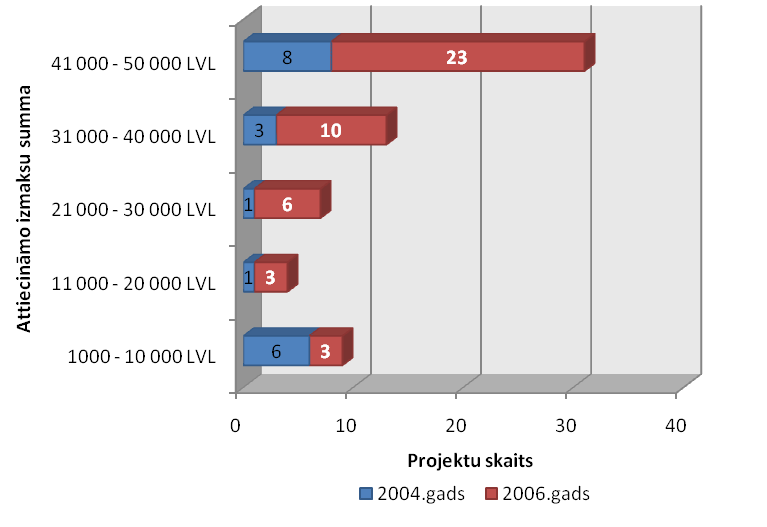 Attiecināmo izmaksu summa
41 000 - 50 000 LVL
8 23
31 000 - 40 000 LVL
3 10
21 000 - 30 000 LVL
1 6
11 000 - 20 000 LVL
1 3
1000 - 10 000 LVL
6 3
0 10 20 30 40
Projektu skaits
2004.gads 2006.gads